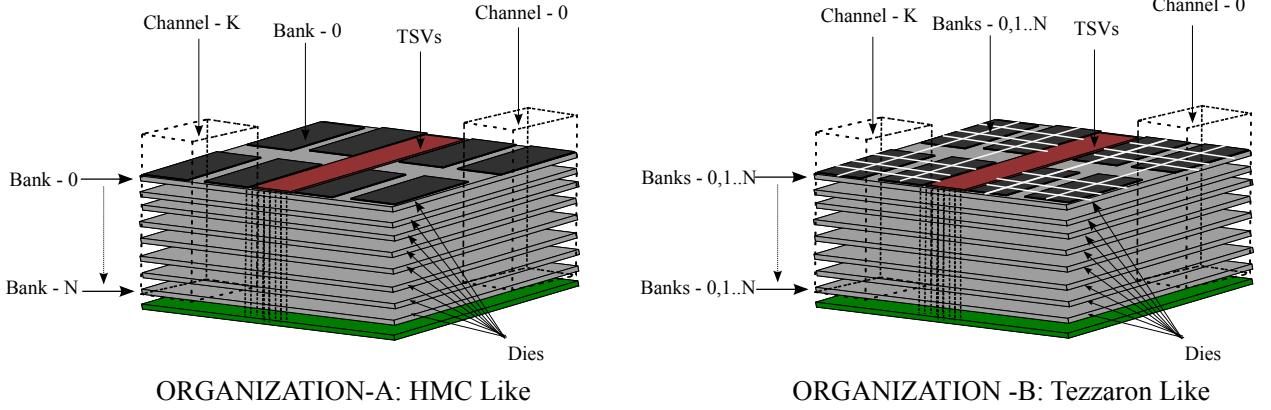 Channel - K
Bank - 0
TSVs
Channel - 0
Bank - 0
Bank - N
Dies
ORGANIZATION-A: HMC Like
Channel - K
Banks - 0,1..N
TSVs
Channel - 0
Banks - 0,1..N
Banks - 0,1..N
Dies
ORGANIZATION -B: Tezzaron Like